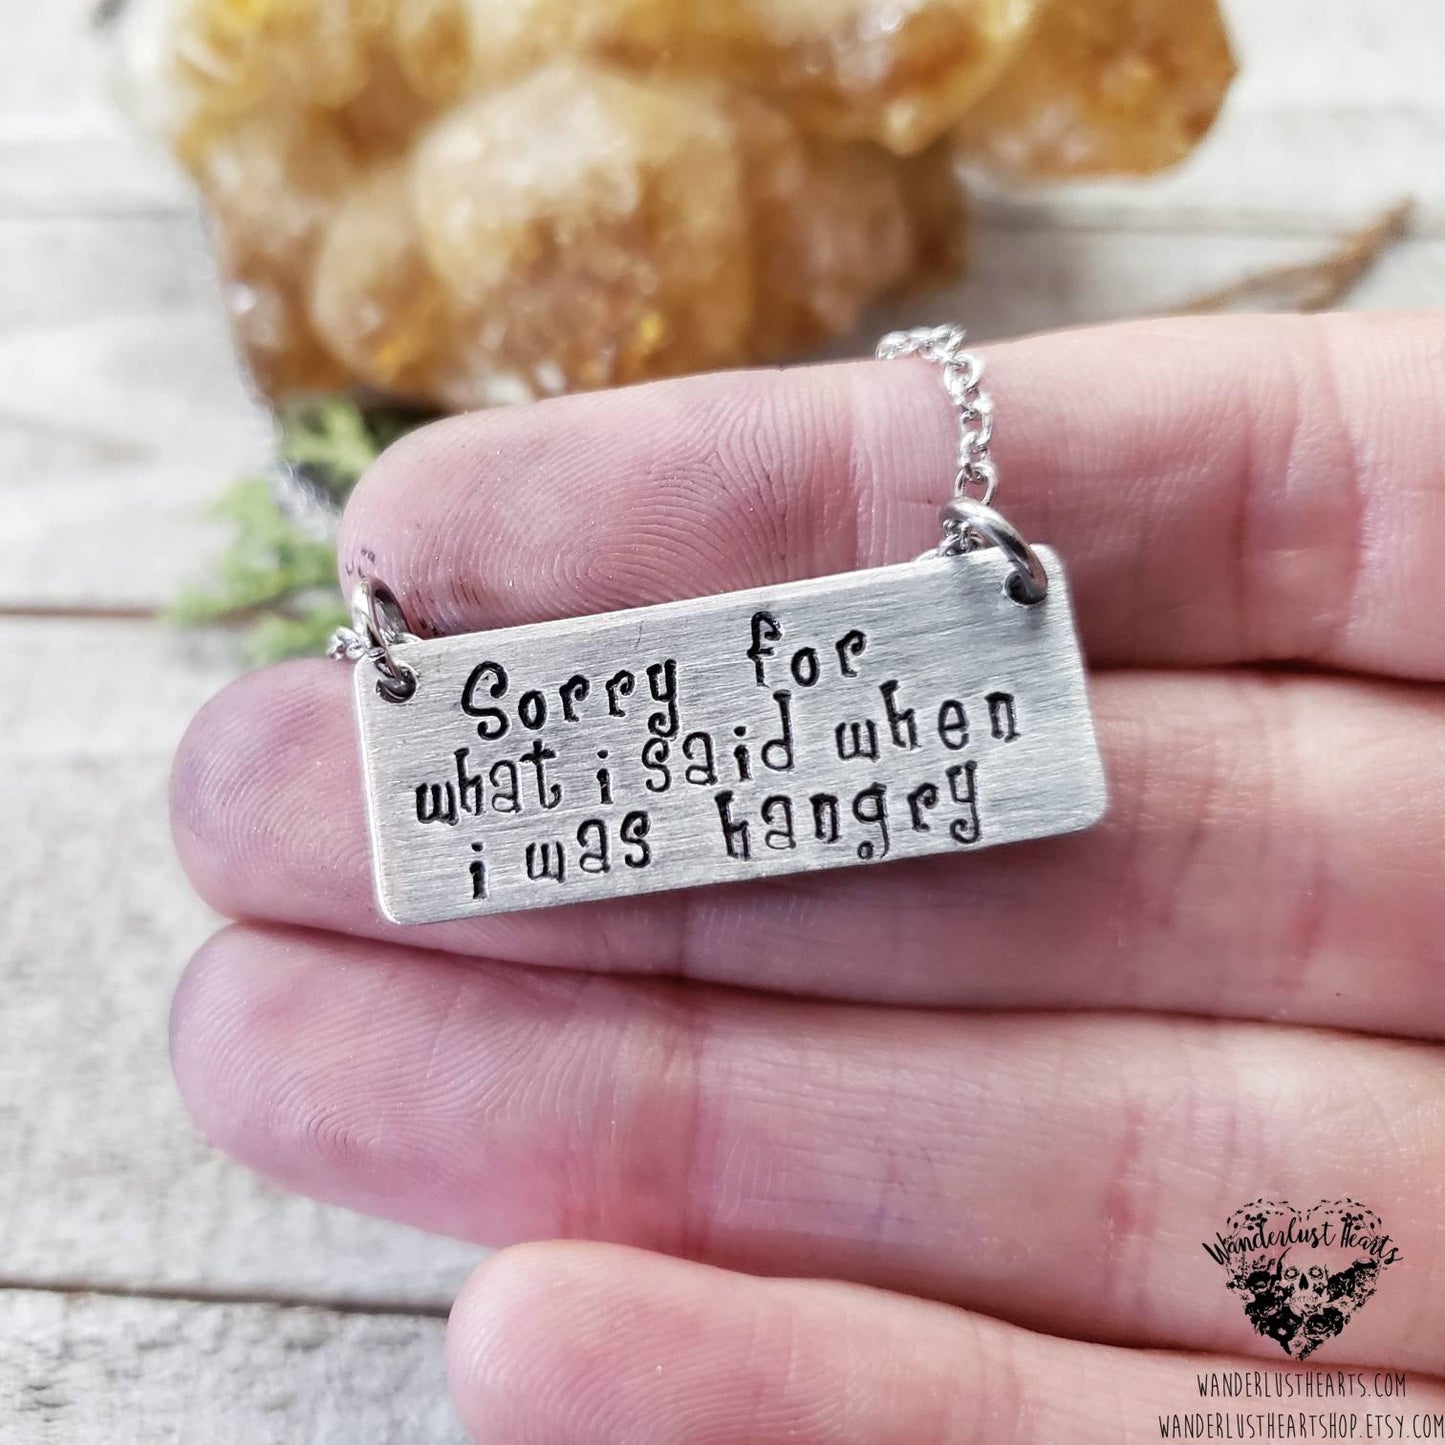 Sorry for
what i said when
i was hangry
Wanderlust Hearts
WANDERLUSTHEARTS.COM
WANDERLUSTHEARTSHOP.ETSY.COM